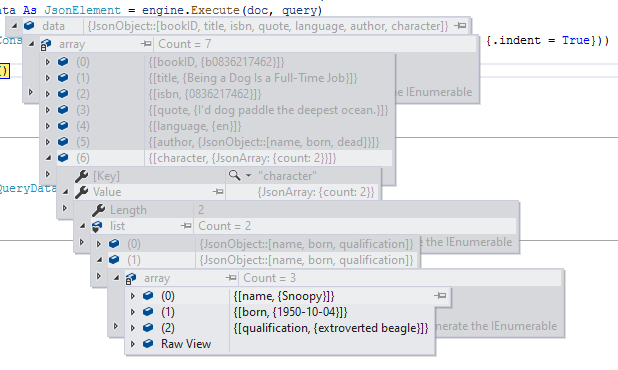 ata As JsonElement = engine.Execute(doc, query)
data {JsonObject::[bookID, title, isbn, quote, language, author, character]}
Cons {.indent = True}))
array Count = 7
(0) {[bookID, {b0836217462}]}
)
(1) {[title, {Being a Dog Is a Full-Time Job}]}
(2) {[isbn, {0836217462}]} he IEnumerable
(3) {[quote, {I'd dog paddle the deepest ocean.}]}
(4) {[language, {en}]}
(5) {[author, {JsonObject::[name, born, dead]}]}
(6) {[character, {JsonArray: {count: 2}}]}
[Key] "character"
QueryData
Value {JsonArray: {count: 2}}
Length 2
list Count = 2
(0) {JsonObject::[name, born, qualification]} e the IEnumerable
(1) {JsonObject::[name, born, qualification]}
array Count = 3
(0) {[name, {Snoopy}]}
(1) {[born, {1950-10-04}]}
(2) {[qualification, {extroverted beagle}]} nerate the IEnumerable
Raw View